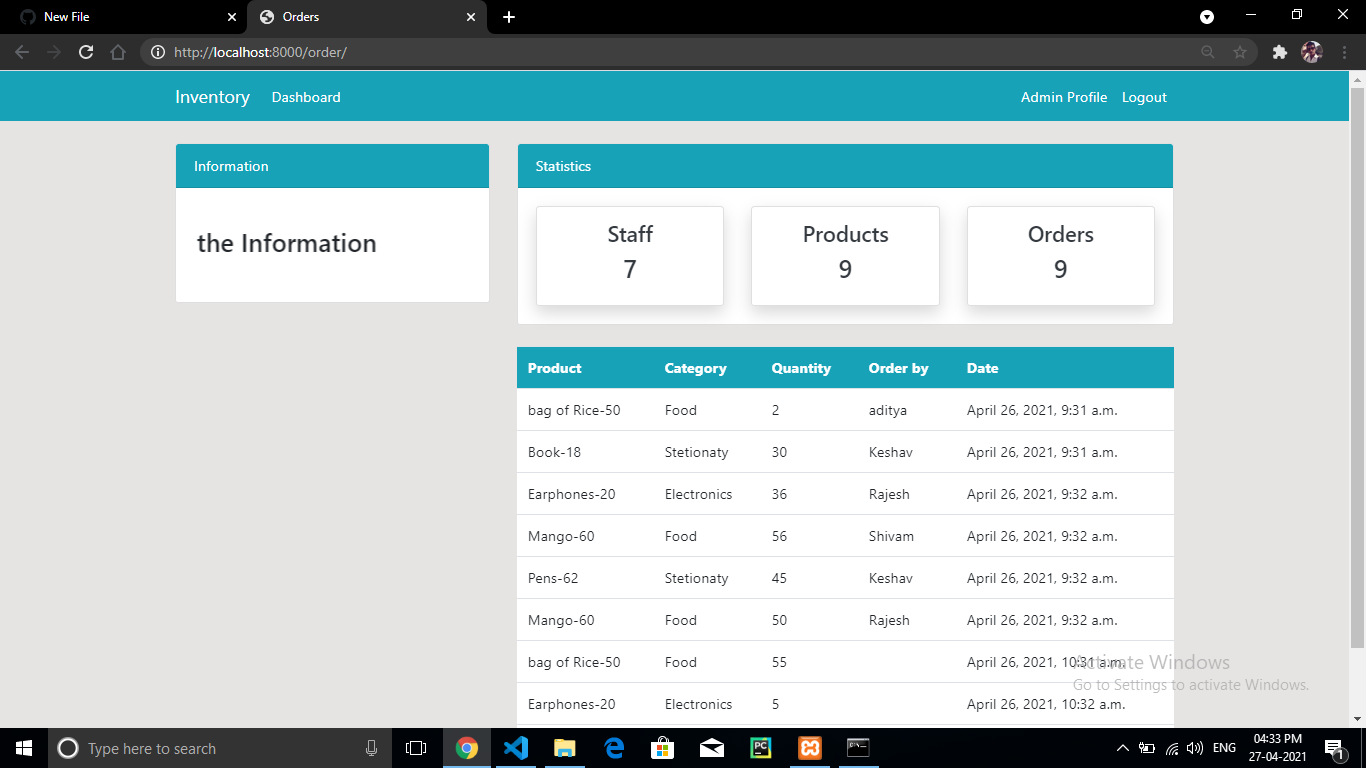 New File
Orders
http://localhost:8000/order/
Inventory Dashboard Admin Profile Logout
Information
the Information
Statistics
Staff Products Orders
7 9 9
Product Category Quantity Order by Date
bag of Rice-50 Food 2 aditya April 26, 2021, 9:31 a.m.
Book-18 Stetionaty 30 Keshav April 26, 2021, 9:31 a.m.
Earphones-20 Electronics 36 Rajesh April 26, 2021, 9:32 a.m.
Mango-60 Food 56 Shivam April 26, 2021, 9:32 a.m.
Pens-62 Stetionaty 45 Keshav April 26, 2021, 9:32 a.m.
Mango-60 Food 50 Rajesh April 26, 2021, 9:32 a.m.
bag of Rice-50 Food 55 April 26, 2021, 10:31 a.m.
Earphones-20 Electronics 5 April 26, 2021, 10:32 a.m.
Activate Windows
Go to Settings to activate Windows.
Type here to search
PC
ENG
04:33 PM
27-04-2021
1